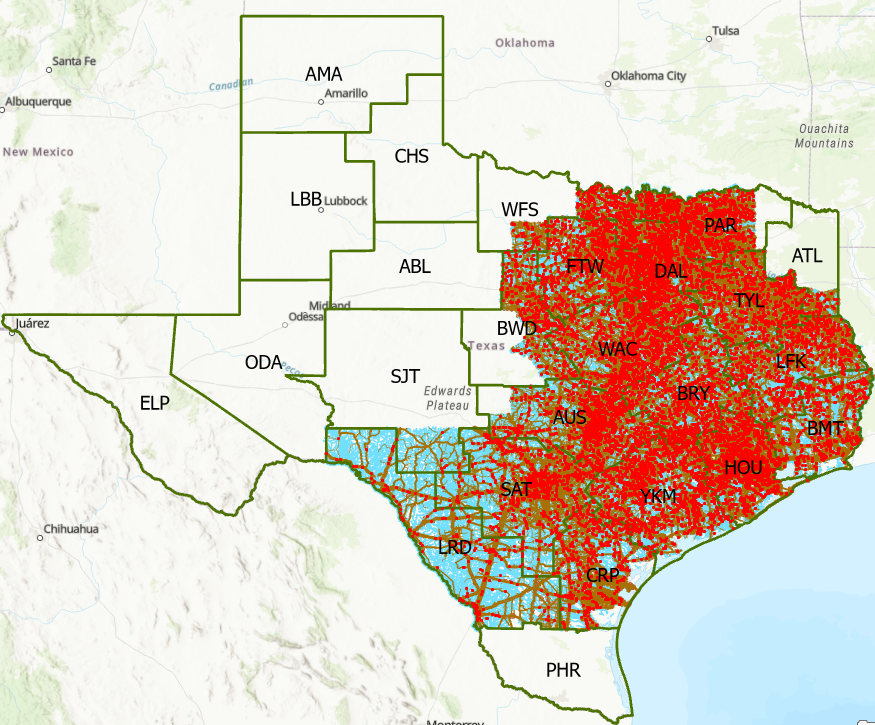 Tulsa
Oklahoma
Santa Fe
AMA
Oklahoma City
Canadian
Amarillo
Albuquerque
Ouachita
Mountains
New Mexico
CHS
LBB
Lubbock
WFS
PAR
ATL
ABL
FTW
DAL
TYL
Midland
Odessa
Juárez
BWD
Texas
WAC
LFK
ODA
SJT
Edwards
Plateau
BRY
ELP
AUS
BMT
HOU
SAT
YKM
Chihuahua
LRD
CRP
PHR
Monterrey